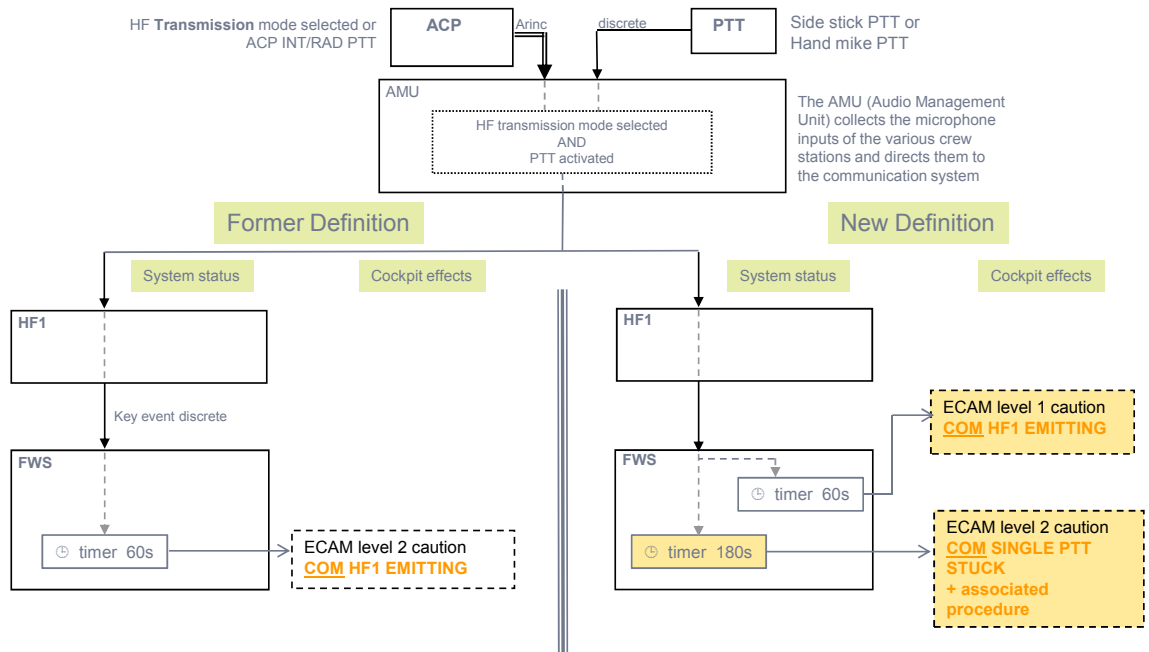 HF Transmission mode selected or
ACP INT/RAD PTT
ACP
Arinc
discrete
PTT
Side stick PTT or
Hand mike PTT
AMU
HF transmission mode selected
AND
PTT activated
The AMU (Audio Management
Unit) collects the microphone
inputs of the various crew
stations and directs them to
the communication system
Former Definition
New Definition
System status
Cockpit effects
System status
Cockpit effects
HF1
Key event discrete
FWS
timer 60s
ECAM level 2 caution
COM HF1 EMITTING
HF1
FWS
timer 60s
timer 180s
ECAM level 1 caution
COM HF1 EMITTING
ECAM level 2 caution
COM SINGLE PTT
STUCK
+ associated
procedure